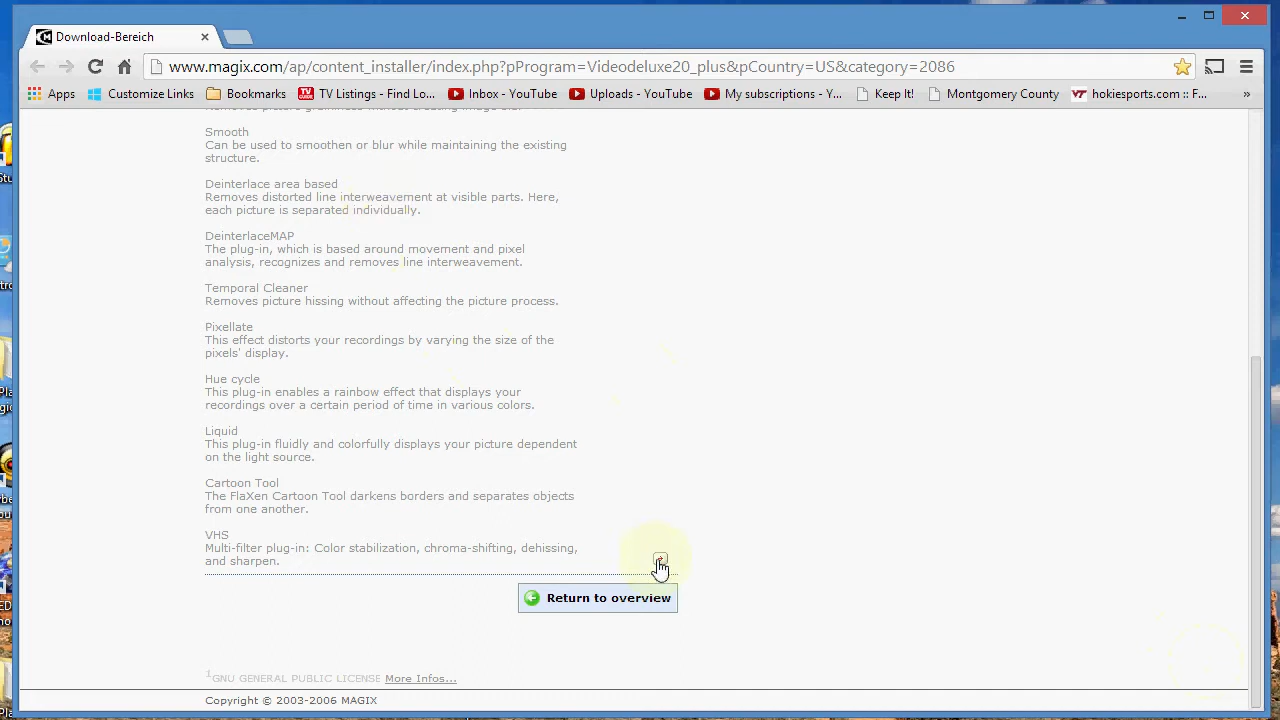 Download-Bereich
www.magix.com/ap/content_installer/index.php?pProgram=Videodeluxe20_plus&pCountry=US&category=2086
Apps Customize Links Bookmarks TV Listings - Find Lo... Inbox - YouTube Uploads - YouTube My subscriptions - Y... Keet! Montgomery County hokiesports.com :: F... »
Smooth
Can be used to smoothen or blur while maintaining the existing
structure.
Deinterlace area based
Removes distorted line interweavement at visible parts. Here,
each picture is separated individually.
DeinterlaceMAP
The plug-in, which is based around movement and pixel
analysis, recognizes and removes line interweavement.
Temporal Cleaner
Removes picture hissing without affecting the picture process.
Pixellate
This effect distorts your recordings by varying the size of the
pixels' display.
Hue cycle
This plug-in enables a rainbow effect that displays your
recordings over a certain period of time in various colors.
Liquid
This plug-in fluidly and colorfully displays your picture dependent
on the light source.
Cartoon Tool
The FlaXen Cartoon Tool darkens borders and separates objects
from one another.
VHS
Multi-filter plug-in: Color stabilization, chroma-shifting, dehissing,
and sharpen.
Return to overview
1GNU GENERAL PUBLIC LICENSE More Infos...
Copyright © 2003-2006 MAGIX